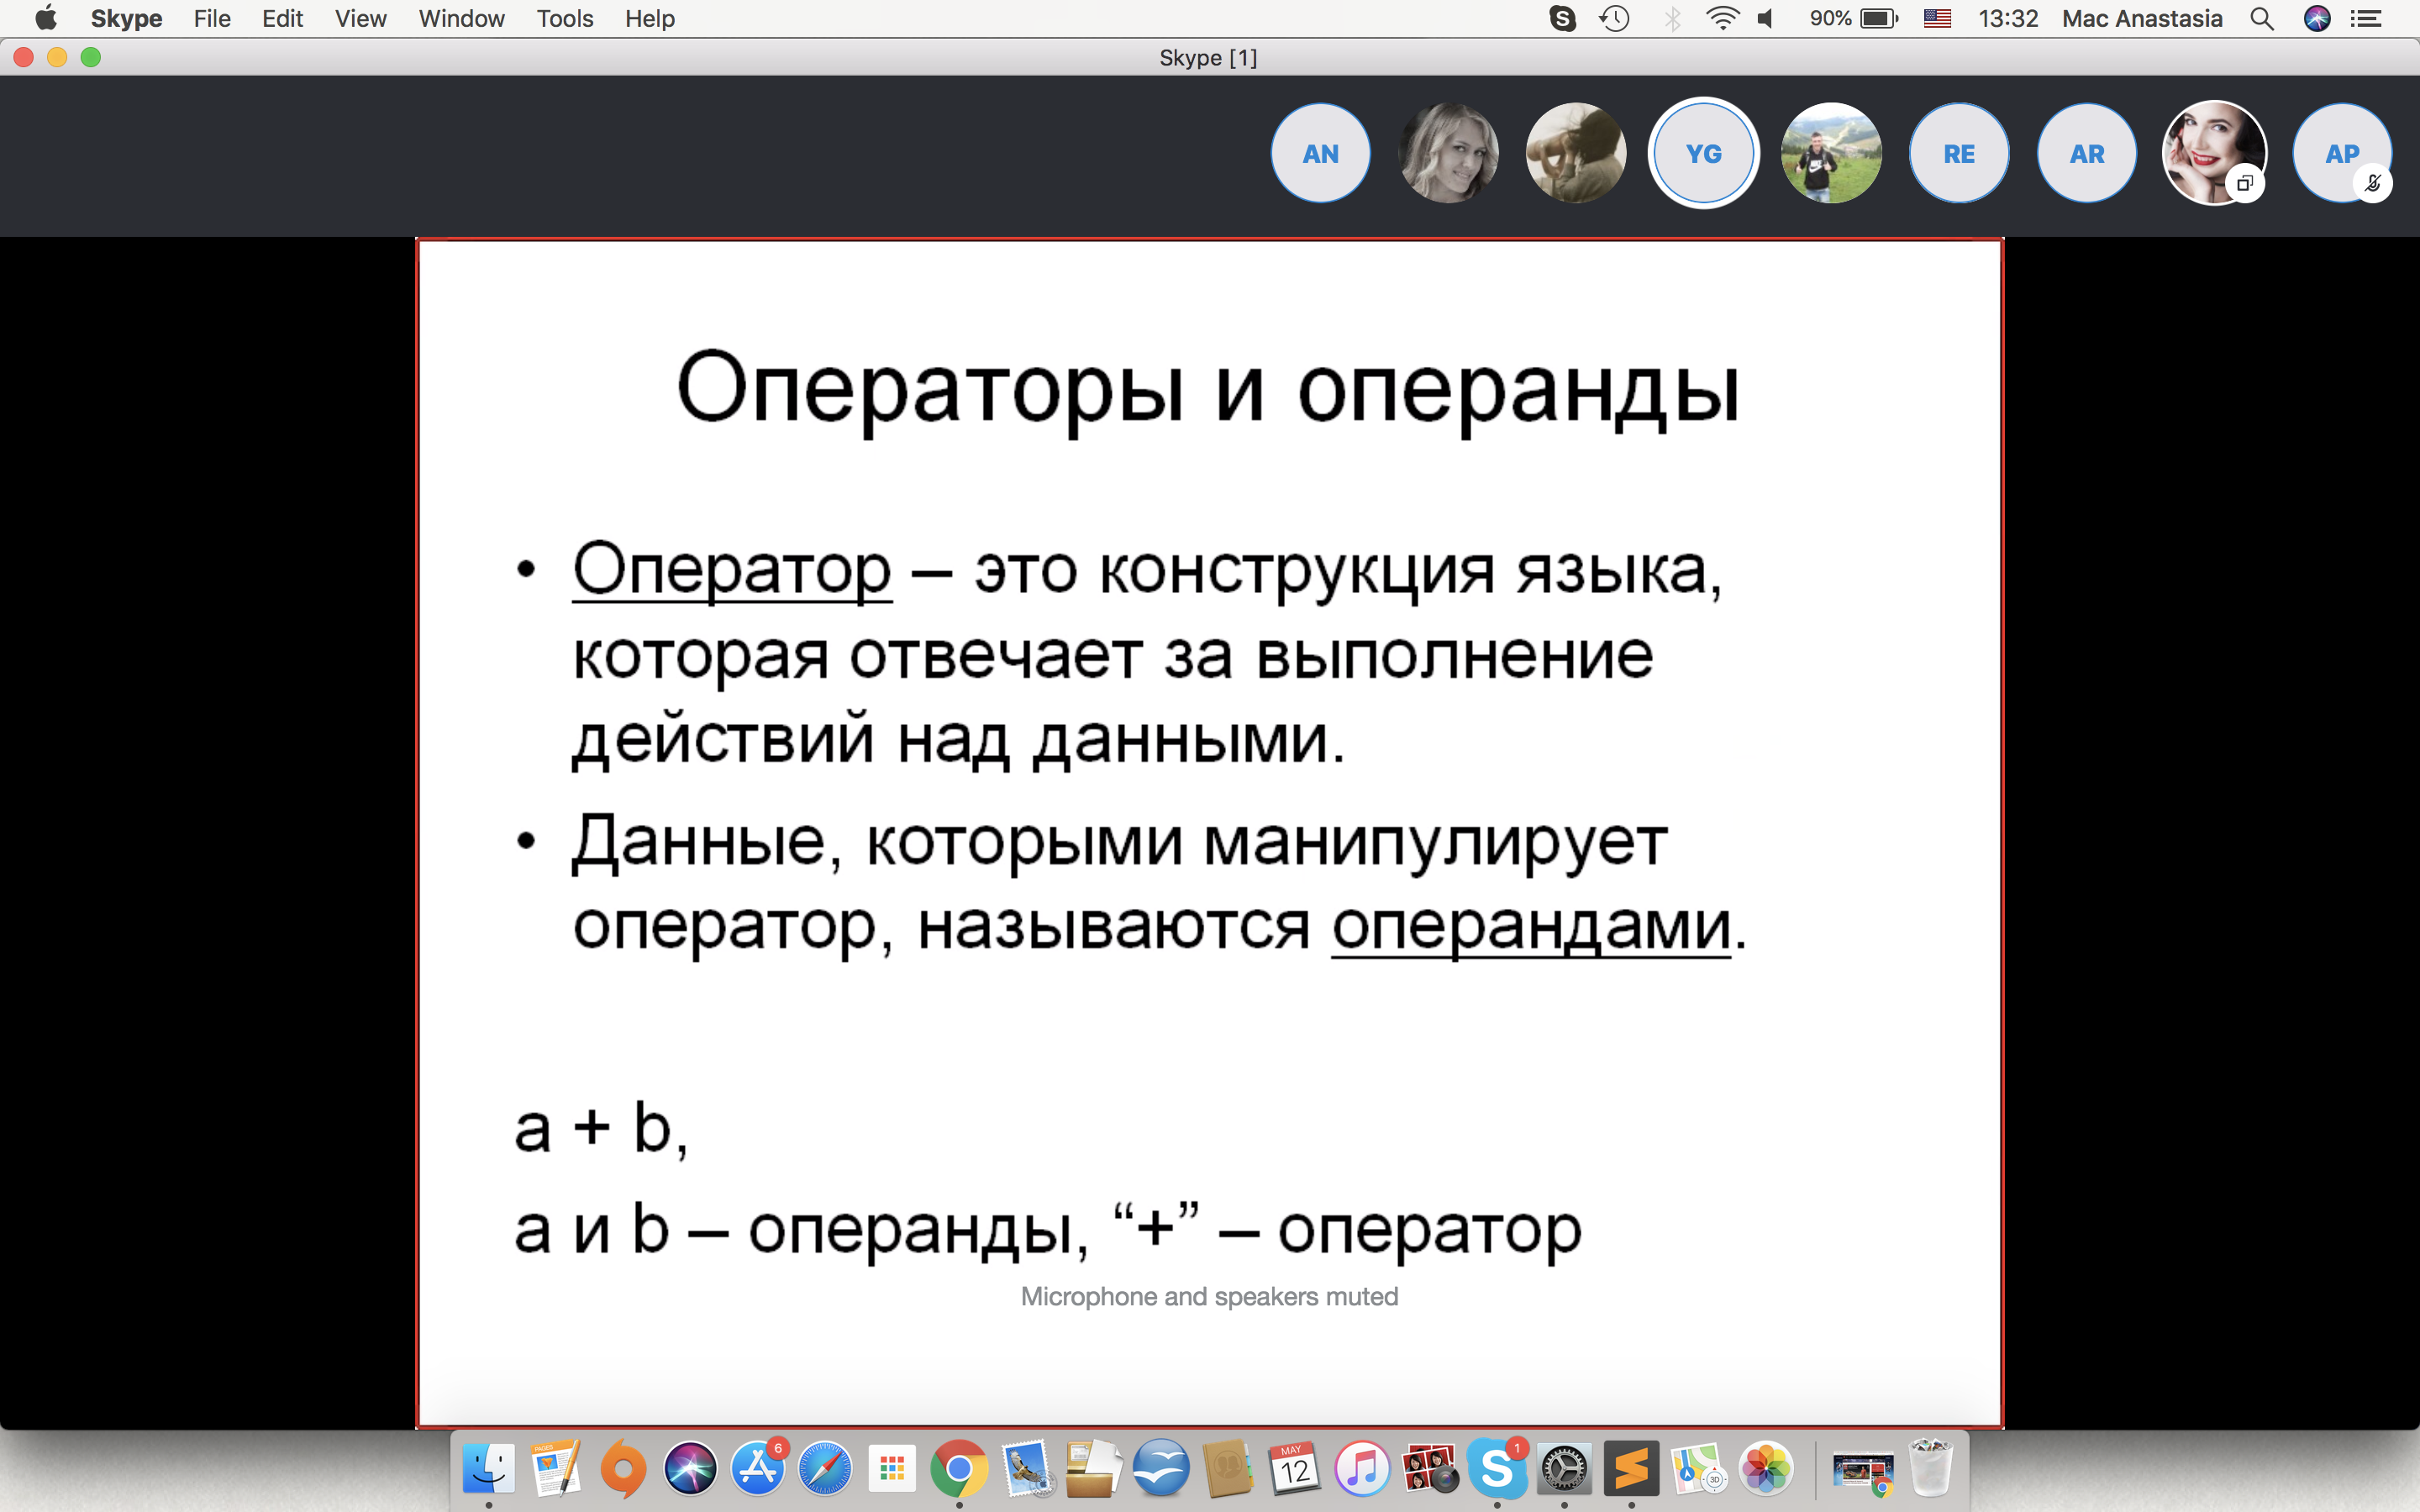 Skype File Edit View Window Tools Help 90% 13:32 Mac Anastasia
Skype [1]
AN YG RE AR AP
Операторы и операнды
• Оператор – это конструкция языка,
которая отвечает за выполнение
действий над данными.
• Данные, которыми манипулирует
оператор, называются операндами.
a + b,
a и b – операнды, “+” – оператор
Microphone and speakers muted
PAGES 6 MAY 12 1 3D